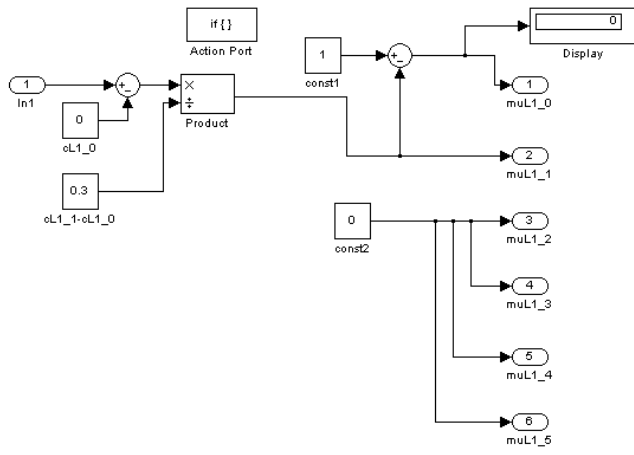 if { }
Action Port
0
Display
1
const1
+
−
1
muL1_0
1
In1
+
−
×
÷
Product
0
cL1_0
2
muL1_1
0.3
cL1_1-cL1_0
0
const2
3
muL1_2
4
muL1_3
5
muL1_4
6
muL1_5